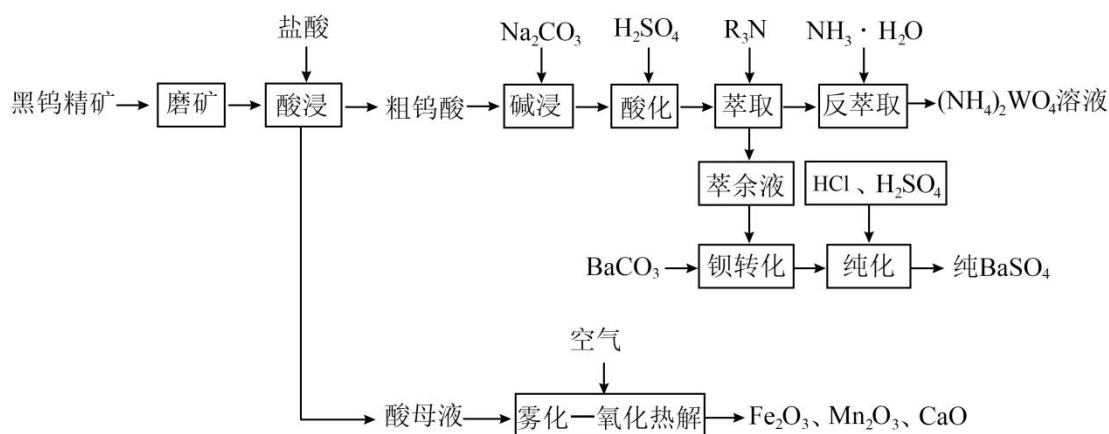 盐酸
Na₂CO₃
H₂SO₄
R₃N
NH₃·H₂O
黑钨精矿
磨矿
酸浸
粗钨酸
碱浸
酸化
萃取
反萃取
(NH₄)₂WO₄溶液
萃余液
HCl、H₂SO₄
BaCO₃
钡转化
纯化
纯BaSO₄
空气
酸母液
雾化一氧化热解
Fe₂O₃、Mn₂O₃、CaO